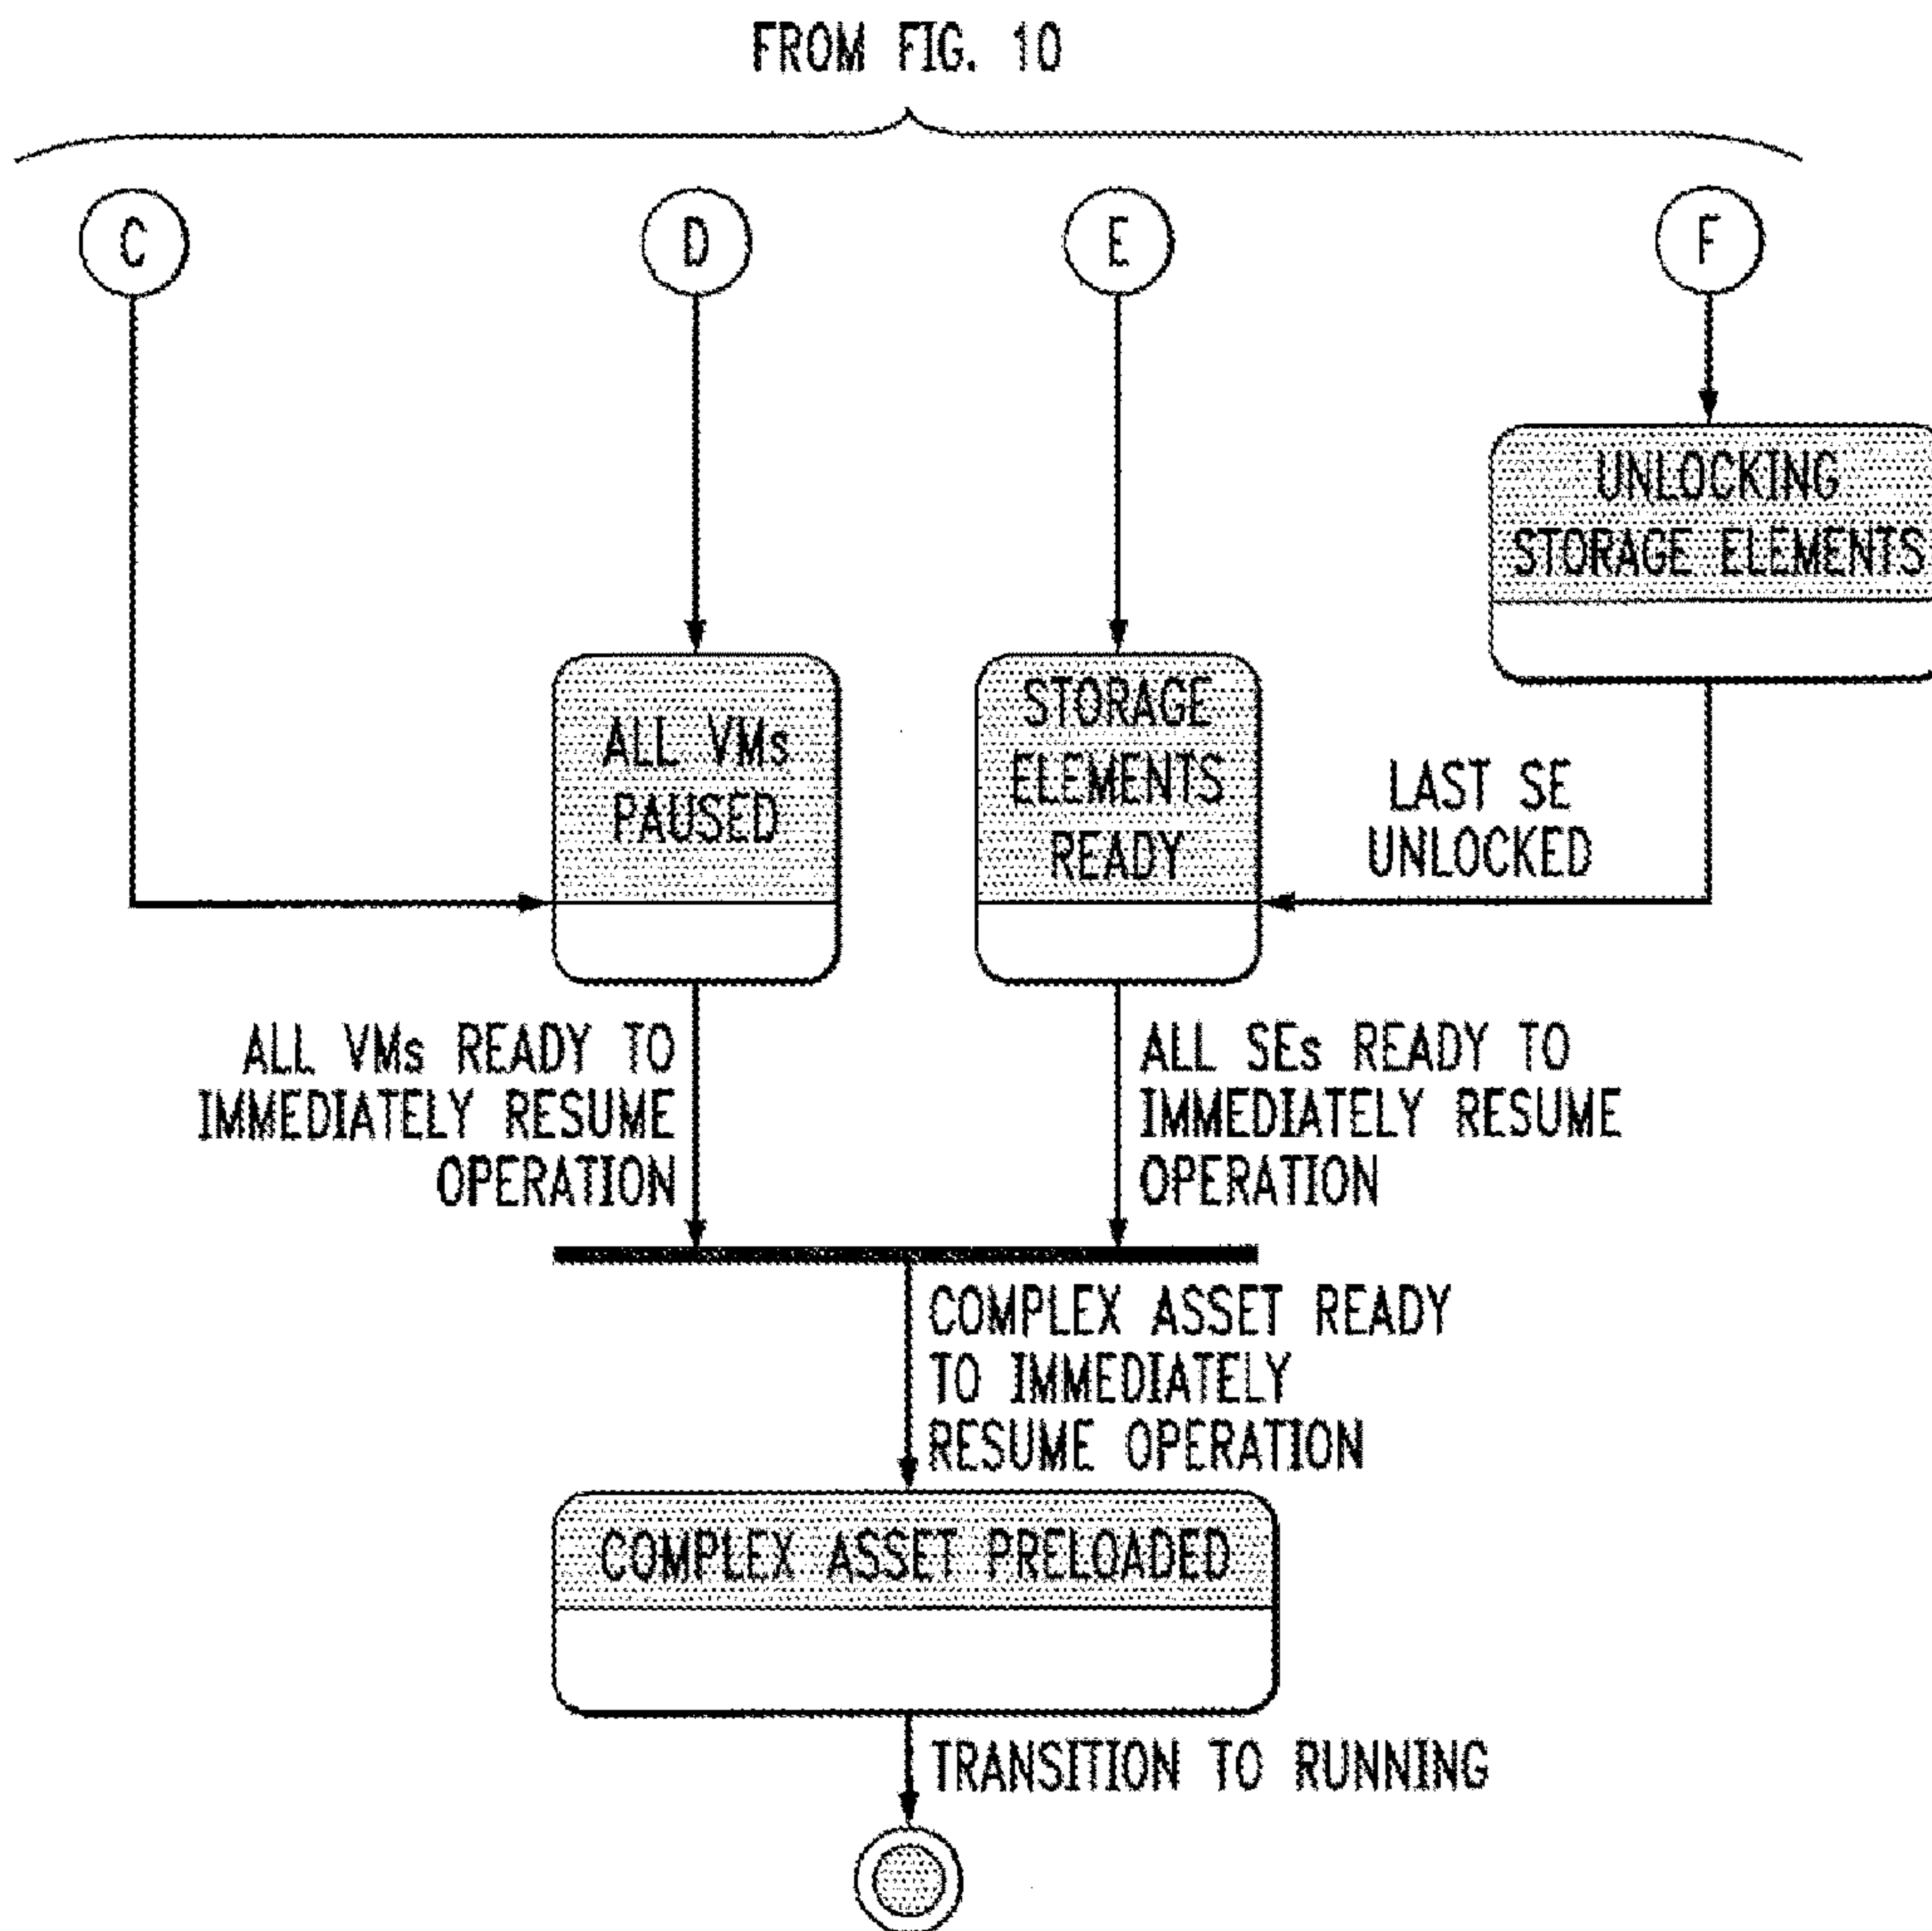 FROM FIG. 10
C
D
E
F
UNLOCKING
STORAGE ELEMENTS
ALL VMs
PAUSED
STORAGE
ELEMENTS
READY
LAST SE
UNLOCKED
ALL VMs READY TO
IMMEDIATELY RESUME
OPERATION
ALL SEs READY TO
IMMEDIATELY RESUME
OPERATION
COMPLEX ASSET READY
TO IMMEDIATELY
RESUME OPERATION
COMPLEX ASSET PRELOADED
TRANSITION TO RUNNING